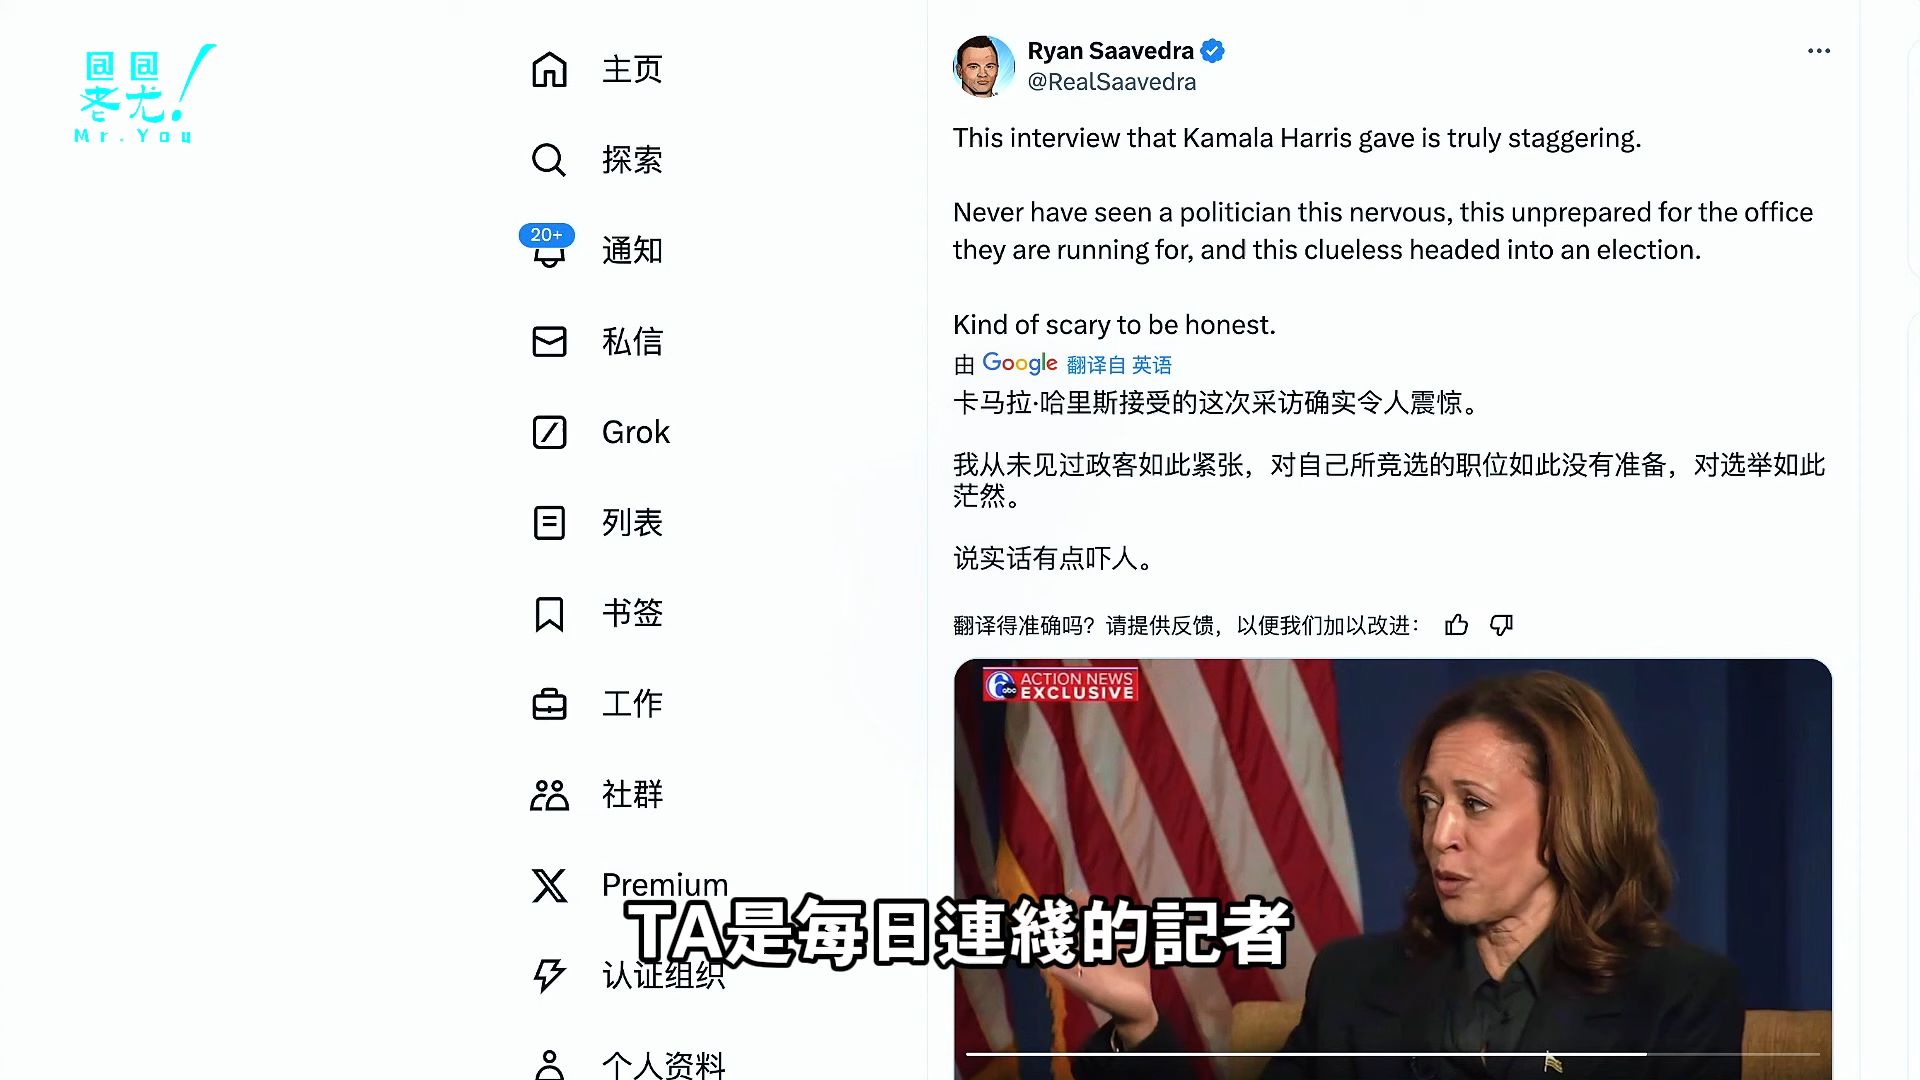 Mr.You
主页
探索
20+
通知
私信
Grok
列表
书签
工作
社群
Premium
认证组织
个人资料
Ryan Saavedra
@RealSaavedra
This interview that Kamala Harris gave is truly staggering.
Never have seen a politician this nervous, this unprepared for the office
they are running for, and this clueless headed into an election.
Kind of scary to be honest.
由 Google 翻译自 英语
卡马拉·哈里斯接受的这次采访确实令人震惊。
我从未见过政客如此紧张，对自己所竞选的职位如此没有准备，对选举如此
茫然。
说实话有点吓人。
翻译得准确吗？请提供反馈，以便我们加以改进：
6abc
ACTION NEWS
EXCLUSIVE
TA是每日連綫的記者